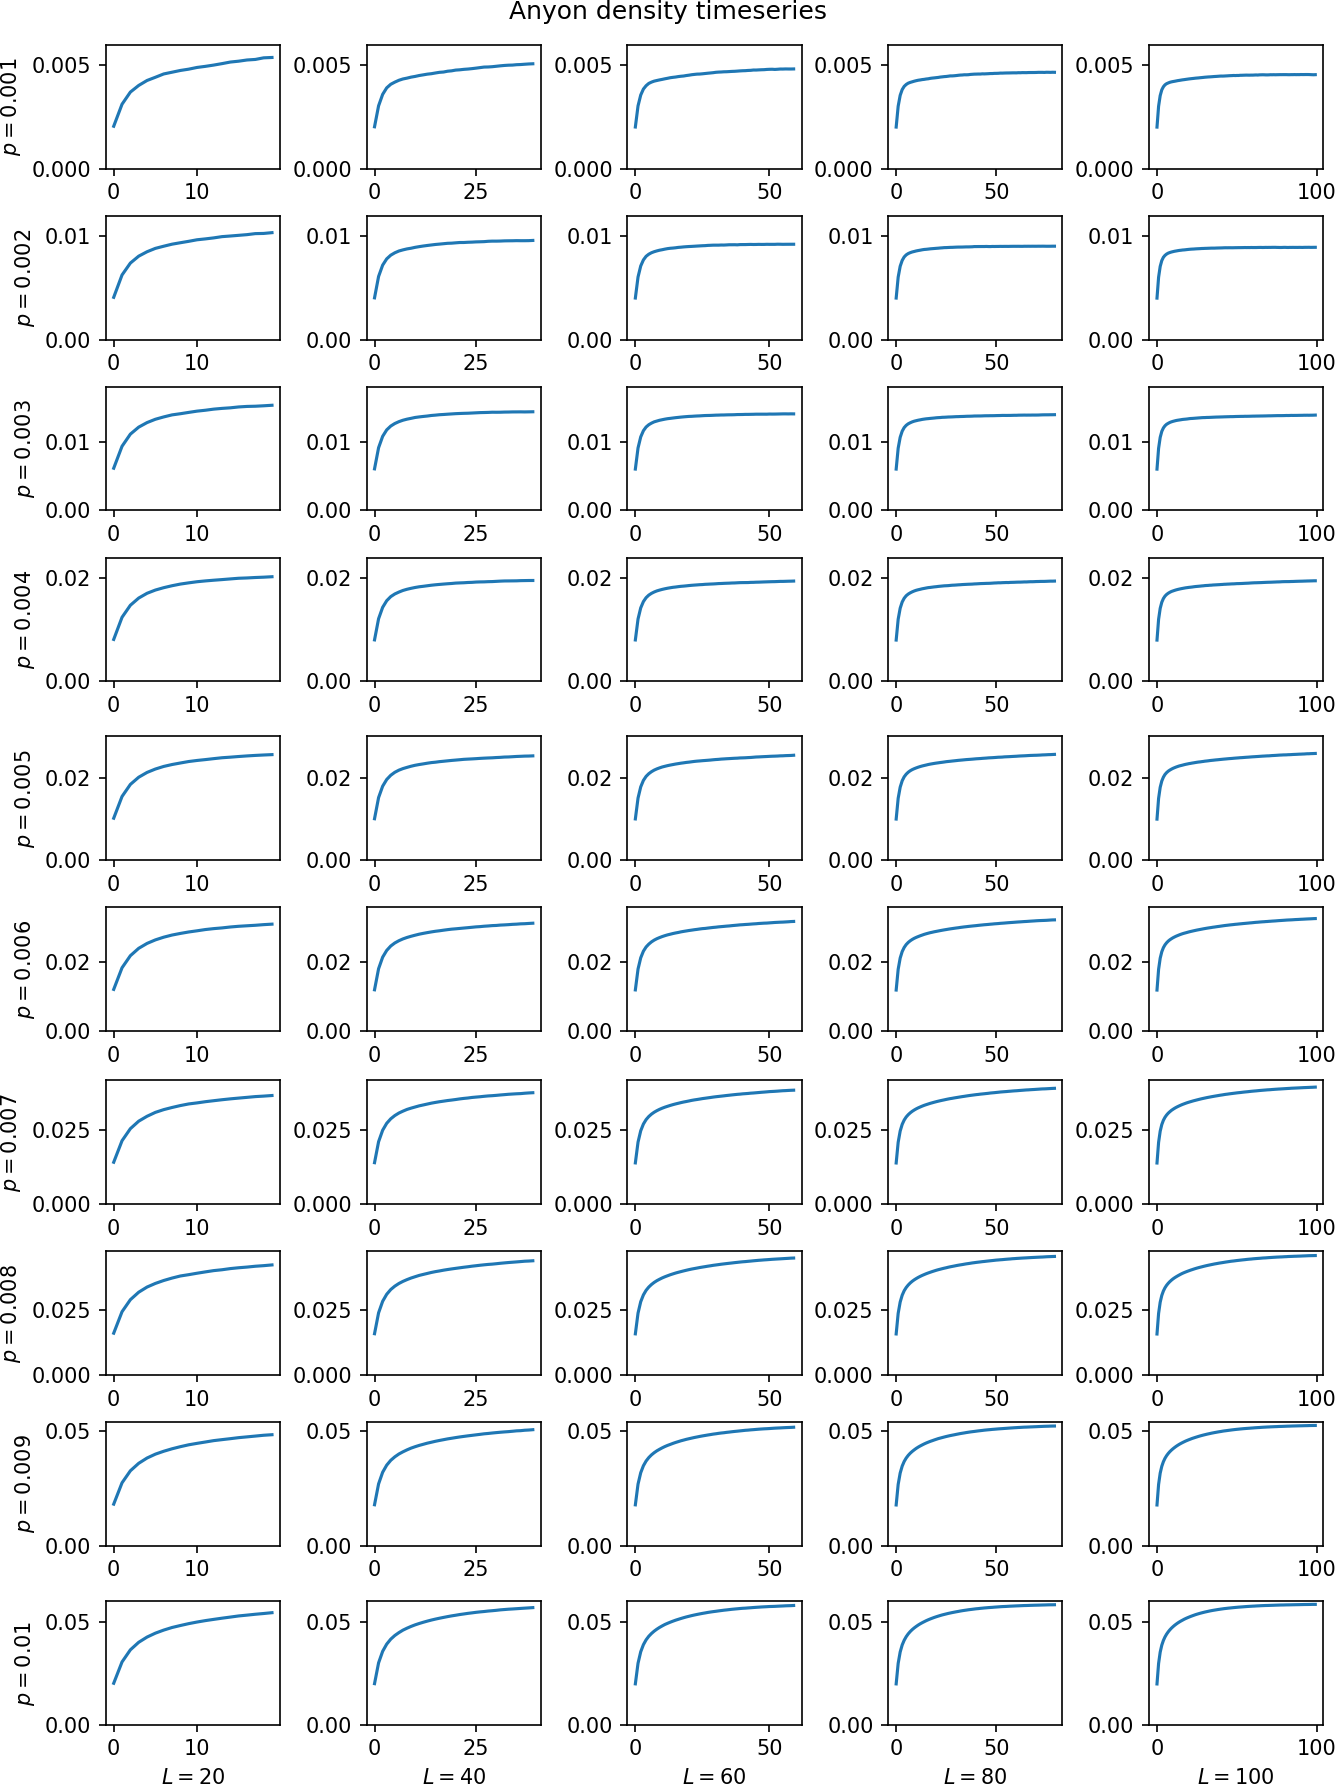 Anyon density timeseries
p = 0.001
0.005 0.005 0.005 0.005 0.005
0.000 0.000 0.000 0.000 0.000
0 10 0 25 0 50 0 50 0 100
p = 0.002
0.01 0.01 0.01 0.01 0.01
0.00 0.00 0.00 0.00 0.00
0 10 0 25 0 50 0 50 0 100
p = 0.003
0.01 0.01 0.01 0.01 0.01
0.00 0.00 0.00 0.00 0.00
0 10 0 25 0 50 0 50 0 100
p = 0.004
0.02 0.02 0.02 0.02 0.02
0.00 0.00 0.00 0.00 0.00
0 10 0 25 0 50 0 50 0 100
p = 0.005
0.02 0.02 0.02 0.02 0.02
0.00 0.00 0.00 0.00 0.00
0 10 0 25 0 50 0 50 0 100
p = 0.006
0.02 0.02 0.02 0.02 0.02
0.00 0.00 0.00 0.00 0.00
0 10 0 25 0 50 0 50 0 100
p = 0.007
0.025 0.025 0.025 0.025 0.025
0.000 0.000 0.000 0.000 0.000
0 10 0 25 0 50 0 50 0 100
p = 0.008
0.025 0.025 0.025 0.025 0.025
0.000 0.000 0.000 0.000 0.000
0 10 0 25 0 50 0 50 0 100
p = 0.009
0.05 0.05 0.05 0.05 0.05
0.00 0.00 0.00 0.00 0.00
0 10 0 25 0 50 0 50 0 100
p = 0.01
0.05 0.05 0.05 0.05 0.05
0.00 0.00 0.00 0.00 0.00
0 10 0 25 0 50 0 50 0 100
L = 20 L = 40 L = 60 L = 80 L = 100